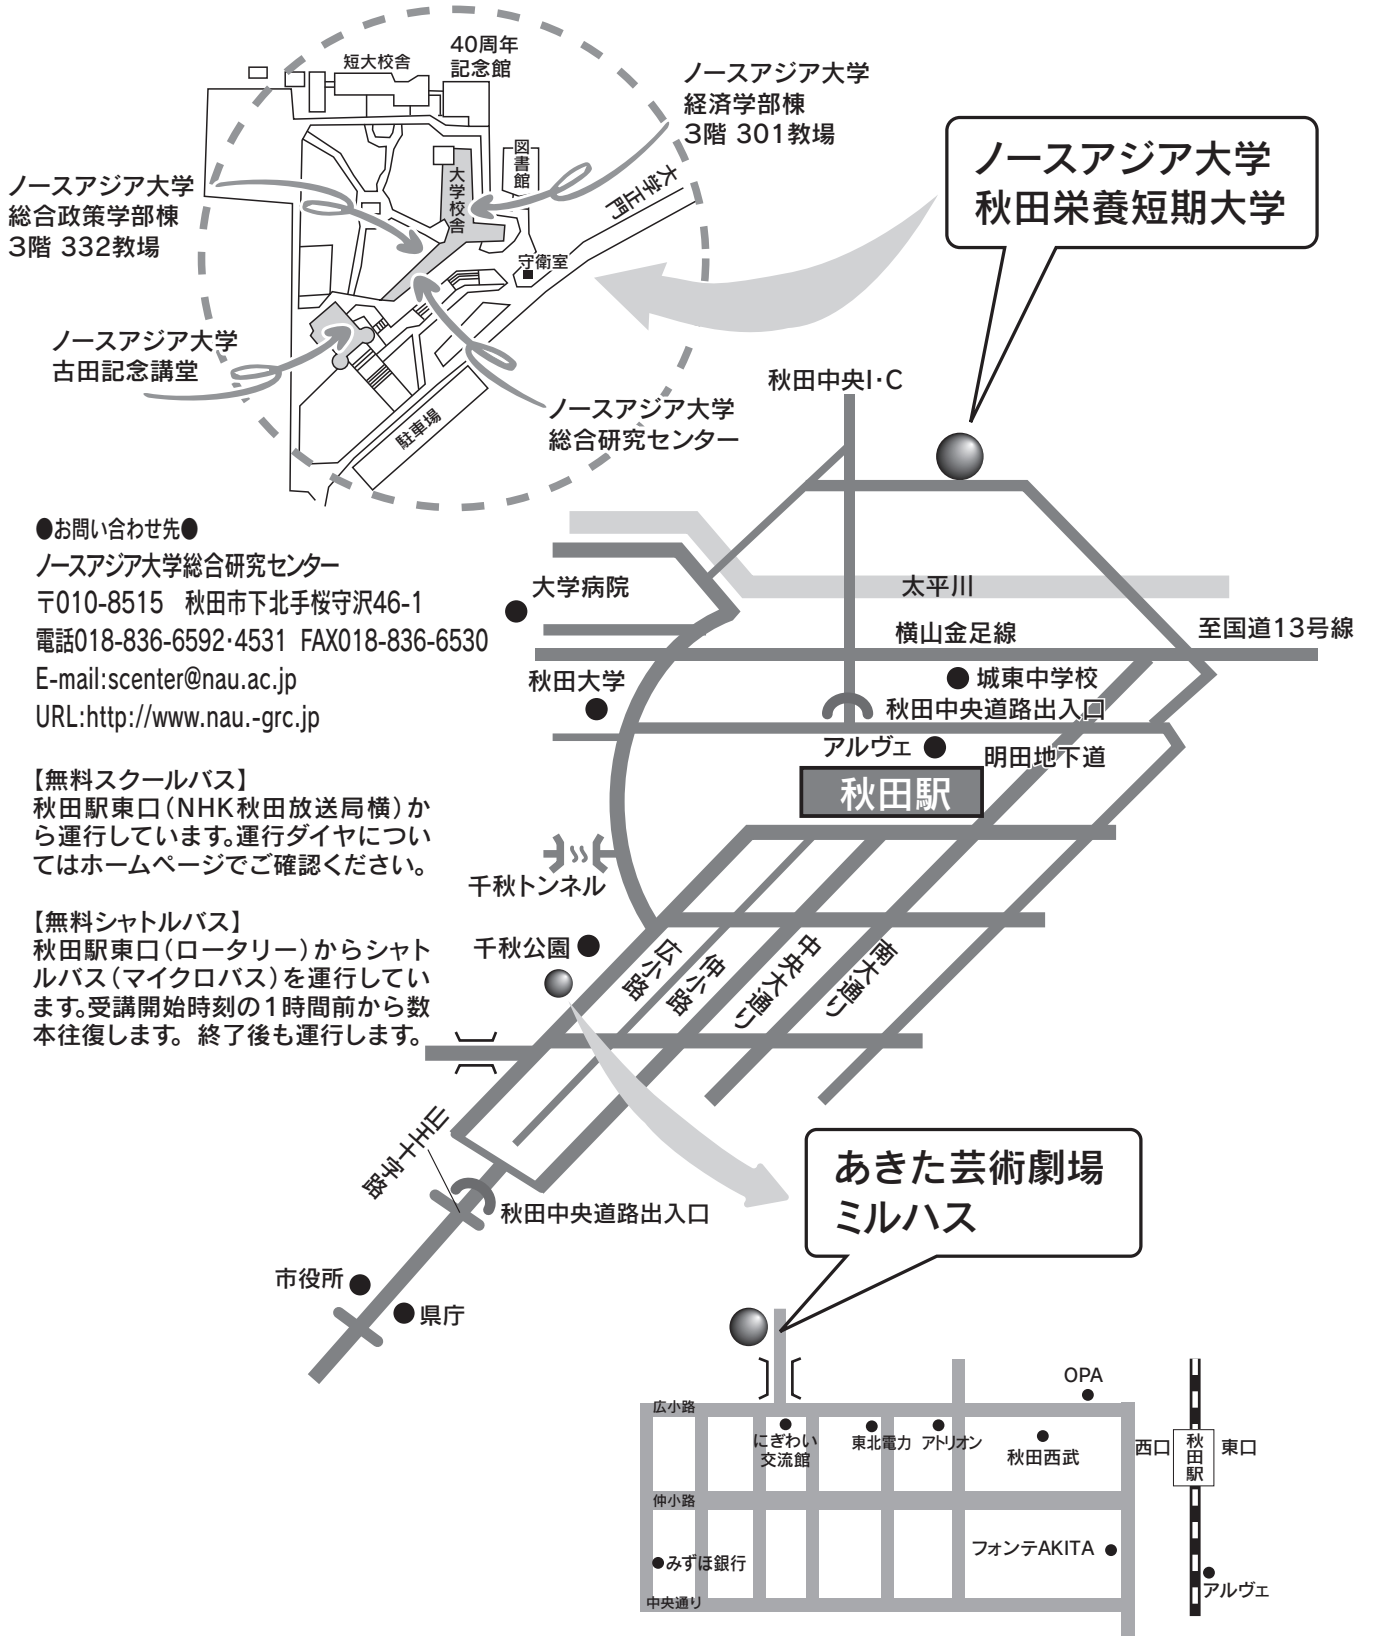 40周年
記念館
短大校舎
ノースアジア大学
経済学部棟
3階 301教場
図書館
大学校舎
大学正門
守衛室
ノースアジア大学
総合政策学部棟
3階 332教場
ノースアジア大学
古田記念講堂
ノースアジア大学
総合研究センター
駐車場
ノースアジア大学
秋田栄養短期大学
●お問い合わせ先●
ノースアジア大学総合研究センター
〒010-8515 秋田市下北手桜守沢46-1
電話018-836-6592・4531 FAX018-836-6530
E-mail:scenter@nau.ac.jp
URL:http://www.nau.-grc.jp
【無料スクールバス】
秋田駅東口（NHK秋田放送局横）か
ら運行しています。運行ダイヤについ
てはホームページでご確認ください。
【無料シャトルバス】
秋田駅東口（ロータリー）からシャト
ルバス（マイクロバス）を運行してい
ます。受講開始時刻の1時間前から数
本往復します。 終了後も運行します。
秋田中央I・C
大学病院
太平川
横山金足線
至国道13号線
秋田大学
城東中学校
秋田中央道路出入口
アルヴェ
明田地下道
秋田駅
千秋トンネル
千秋公園
広小路
仲小路
中央大通り
南大通り
山王十字路
秋田中央道路出入口
市役所
県庁
あきた芸術劇場
ミルハス
OPA
広小路
にぎわい
交流館
東北電力
アトリオン
秋田西武
西口
秋田駅
東口
仲小路
みずほ銀行
フォンテAKITA
アルヴェ
中央通り